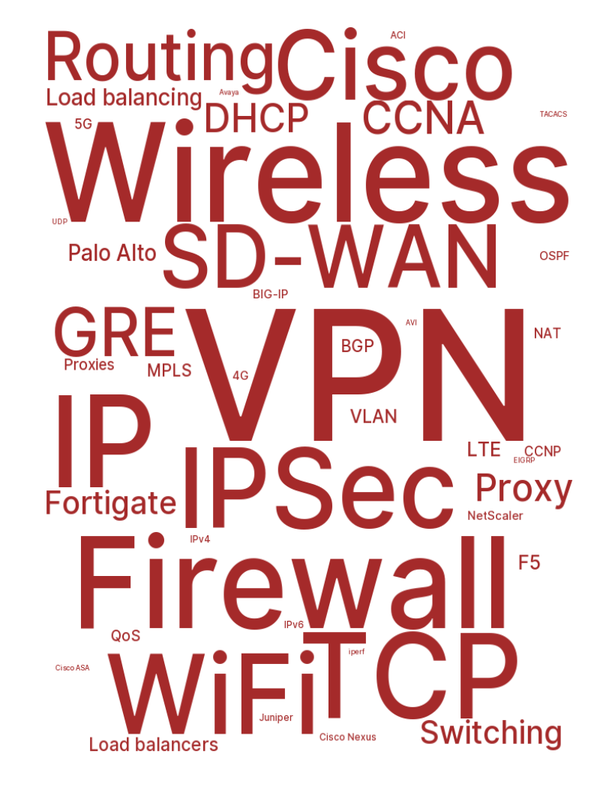 Routing
Cisco
ACI
Load balancing
Avaya
DHCP
CCNA
TACACS
5G
Wireless
UDP
Palo Alto
SD-WAN
OSPF
BIG-IP
GRE
VPN
AVI
NAT
BGP
Proxies
MPLS
4G
VLAN
IP
LTE
CCNP
EIGRP
IPSec
Proxy
Fortigate
NetScaler
IPv4
Firewall
F5
IPv6
QoS
TCP
iperf
Cisco ASA
WiFi
Juniper
Cisco Nexus
Switching
Load balancers